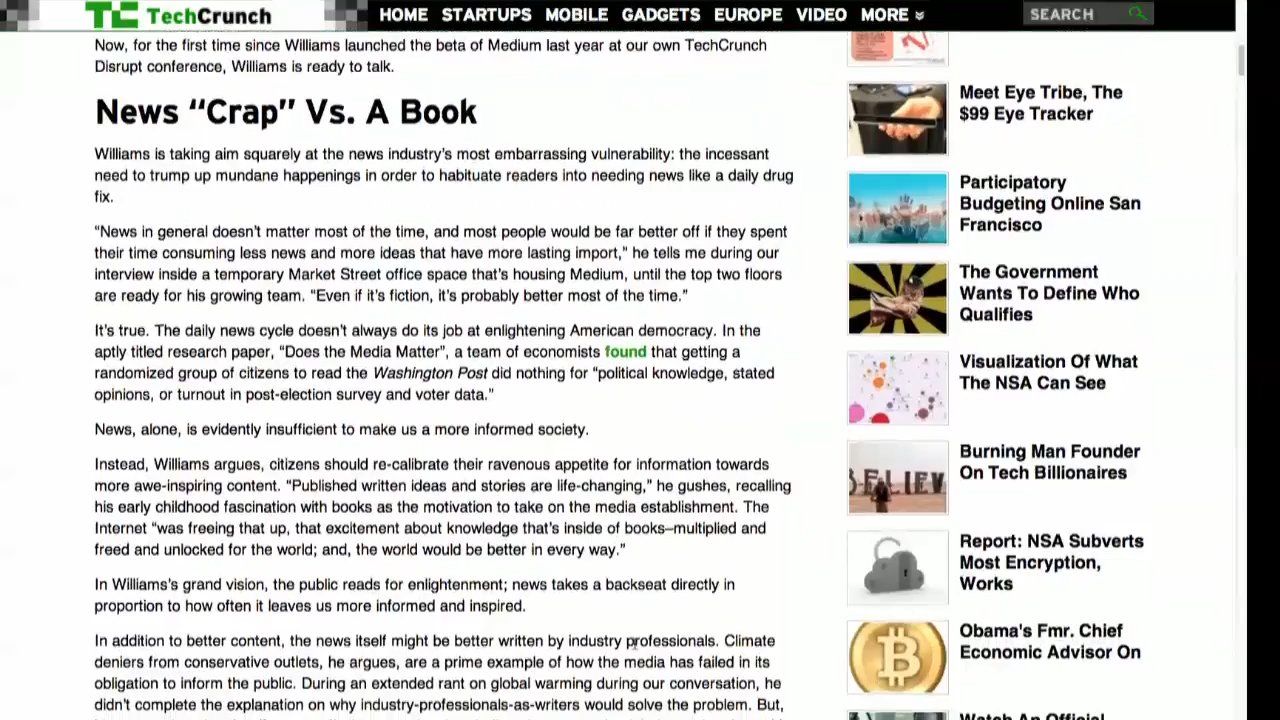 TechCrunch
HOME STARTUPS MOBILE GADGETS EUROPE VIDEO MORE
SEARCH
Now, for the first time since Williams launched the beta of Medium last year at our own TechCrunch
Disrupt conference, Williams is ready to talk.
News “Crap” Vs. A Book
Williams is taking aim squarely at the news industry's most embarrassing vulnerability: the incessant
need to trump up mundane happenings in order to habituate readers into needing news like a daily drug
fix.
“News in general doesn't matter most of the time, and most people would be far better off if they spent
their time consuming less news and more ideas that have more lasting import,” he tells me during our
interview inside a temporary Market Street office space that's housing Medium, until the top two floors
are ready for his growing team. “Even if it's fiction, it's probably better most of the time.”
It's true. The daily news cycle doesn't always do its job at enlightening American democracy. In the
aptly titled research paper, “Does the Media Matter”, a team of economists found that getting a
randomized group of citizens to read the Washington Post did nothing for “political knowledge, stated
opinions, or turnout in post-election survey and voter data.”
News, alone, is evidently insufficient to make us a more informed society.
Instead, Williams argues, citizens should re-calibrate their ravenous appetite for information towards
more awe-inspiring content. “Published written ideas and stories are life-changing,” he gushes, recalling
his early childhood fascination with books as the motivation to take on the media establishment. The
Internet “was freeing that up, that excitement about knowledge that's inside of books–multiplied and
freed and unlocked for the world; and, the world would be better in every way.”
In Williams's grand vision, the public reads for enlightenment; news takes a backseat directly in
proportion to how often it leaves us more informed and inspired.
In addition to better content, the news itself might be better written by industry professionals. Climate
deniers from conservative outlets, he argues, are a prime example of how the media has failed in its
obligation to inform the public. During an extended rant on global warming during our conversation, he
didn't complete the explanation on why industry-professionals-as-writers would solve the problem. But,
Meet Eye Tribe, The
$99 Eye Tracker
Participatory
Budgeting Online San
Francisco
The Government
Wants To Define Who
Qualifies
Visualization Of What
The NSA Can See
BELIEV
Burning Man Founder
On Tech Billionaires
Report: NSA Subverts
Most Encryption,
Works
Obama's Fmr. Chief
Economic Advisor On
Watch An Official